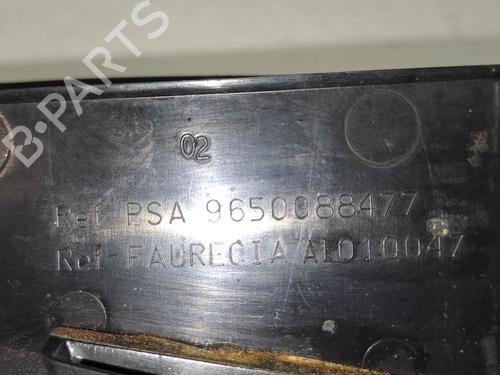 B-PARTS
02
Ref PSA 9650088477
Ref-FAURECIA A1010047